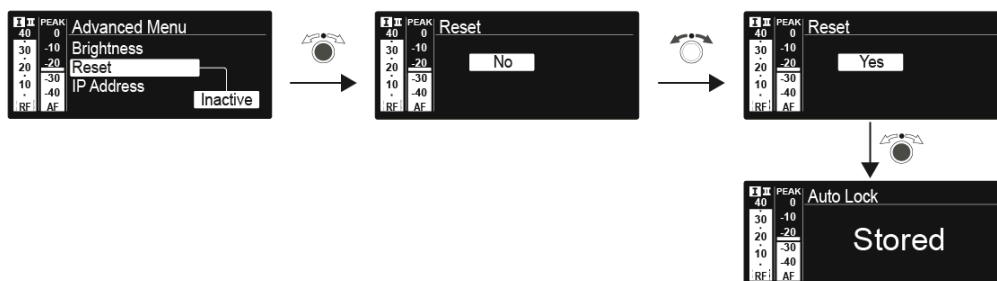 I II PEAK Advanced Menu
40 0
Brightness
30 -10
Reset
20 -20
-30
IP Address
10 -40
Inactive
RF AF
I II PEAK Reset
40 0
30 -10
No
20 -20
-30
10 -40
RF AF
I II PEAK Reset
40 0
30 -10
Yes
20 -20
-30
10 -40
RF AF
I II PEAK Auto Lock
40 0
30 -10
Stored
20 -20
-30
10 -40
RF AF